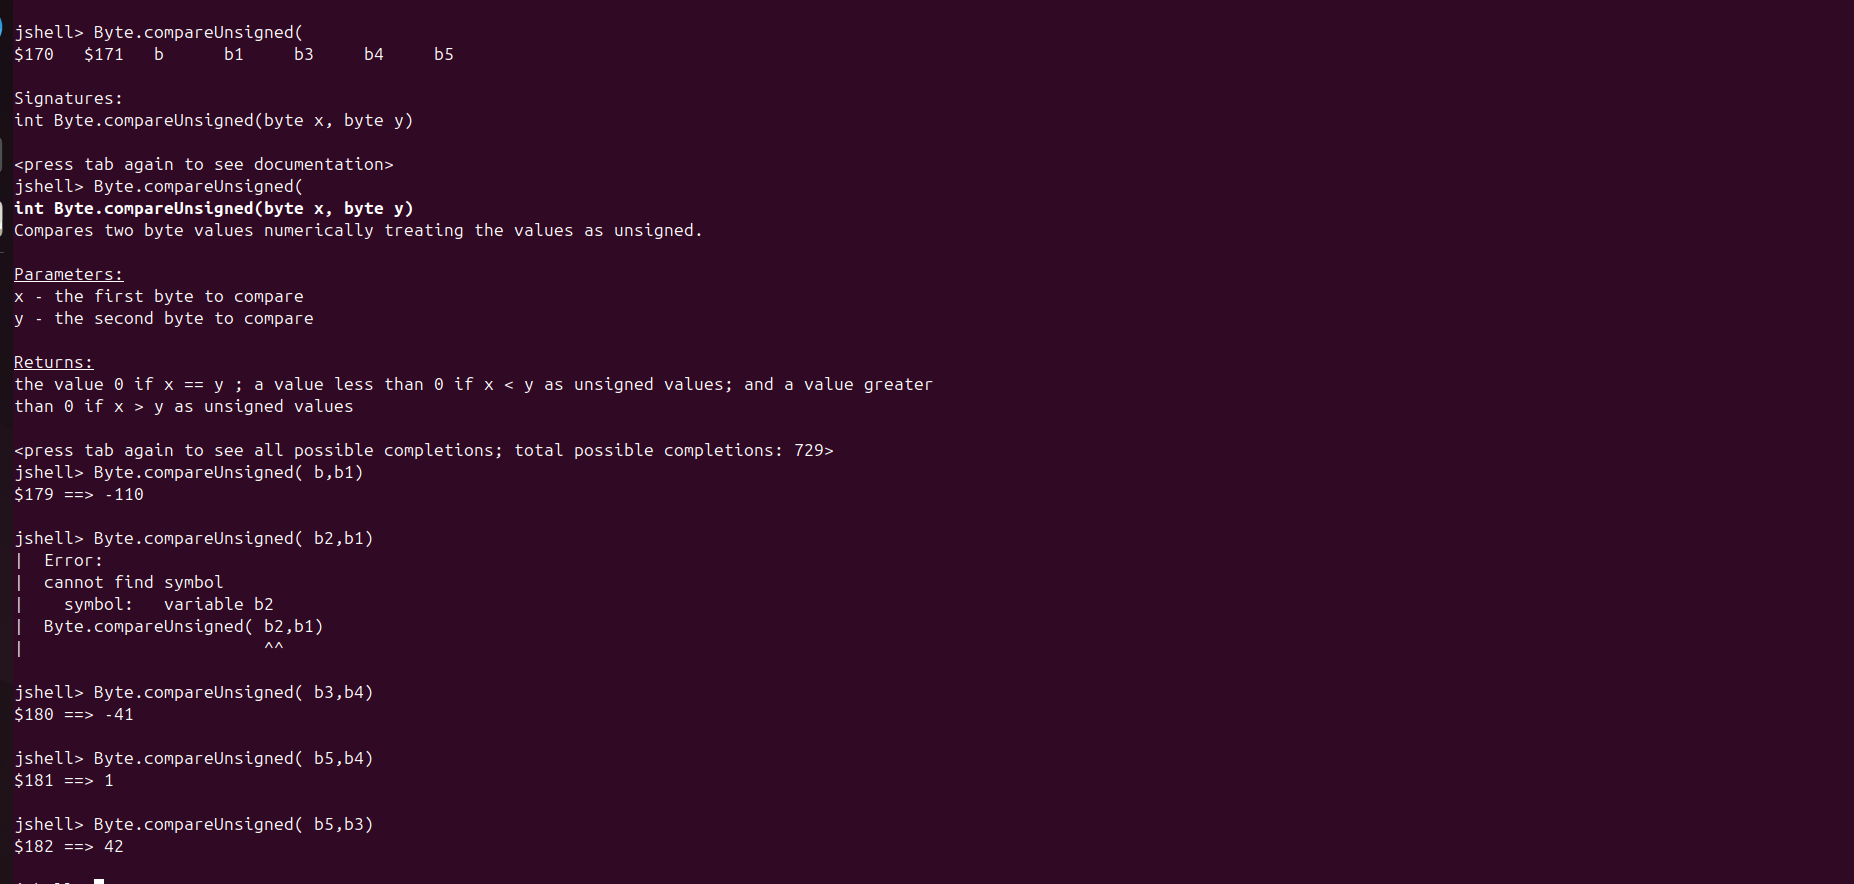 jshell> Byte.compareUnsigned(
$170   $171   b      b1     b3     b4     b5
Signatures:
int Byte.compareUnsigned(byte x, byte y)
<press tab again to see documentation>
jshell> Byte.compareUnsigned(
int Byte.compareUnsigned(byte x, byte y)
Compares two byte values numerically treating the values as unsigned.
Parameters:
x - the first byte to compare
y - the second byte to compare
Returns:
the value 0 if x == y ; a value less than 0 if x < y as unsigned values; and a value greater
than 0 if x > y as unsigned values
<press tab again to see all possible completions; total possible completions: 729>
jshell> Byte.compareUnsigned( b,b1)
$179 ==> -110
jshell> Byte.compareUnsigned( b2,b1)
|  Error:
|  cannot find symbol
|    symbol:   variable b2
|  Byte.compareUnsigned( b2,b1)
|                        ^^
jshell> Byte.compareUnsigned( b3,b4)
$180 ==> -41
jshell> Byte.compareUnsigned( b5,b4)
$181 ==> 1
jshell> Byte.compareUnsigned( b5,b3)
$182 ==> 42